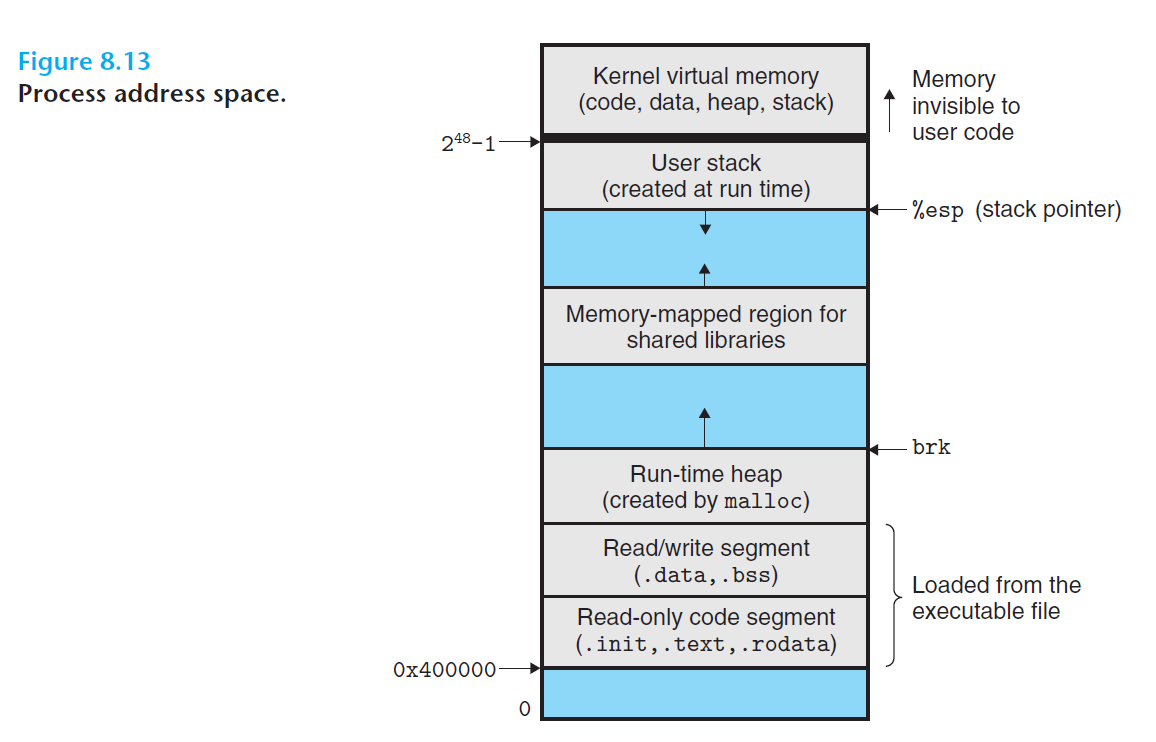 Figure 8.13
Process address space.
Kernel virtual memory
(code, data, heap, stack)
Memory
invisible to
user code
2⁴⁸−1
User stack
(created at run time)
%esp (stack pointer)
Memory-mapped region for
shared libraries
brk
Run-time heap
(created by malloc)
Read/write segment
(.data,.bss)
Loaded from the
executable file
Read-only code segment
(.init,.text,.rodata)
0x400000
0